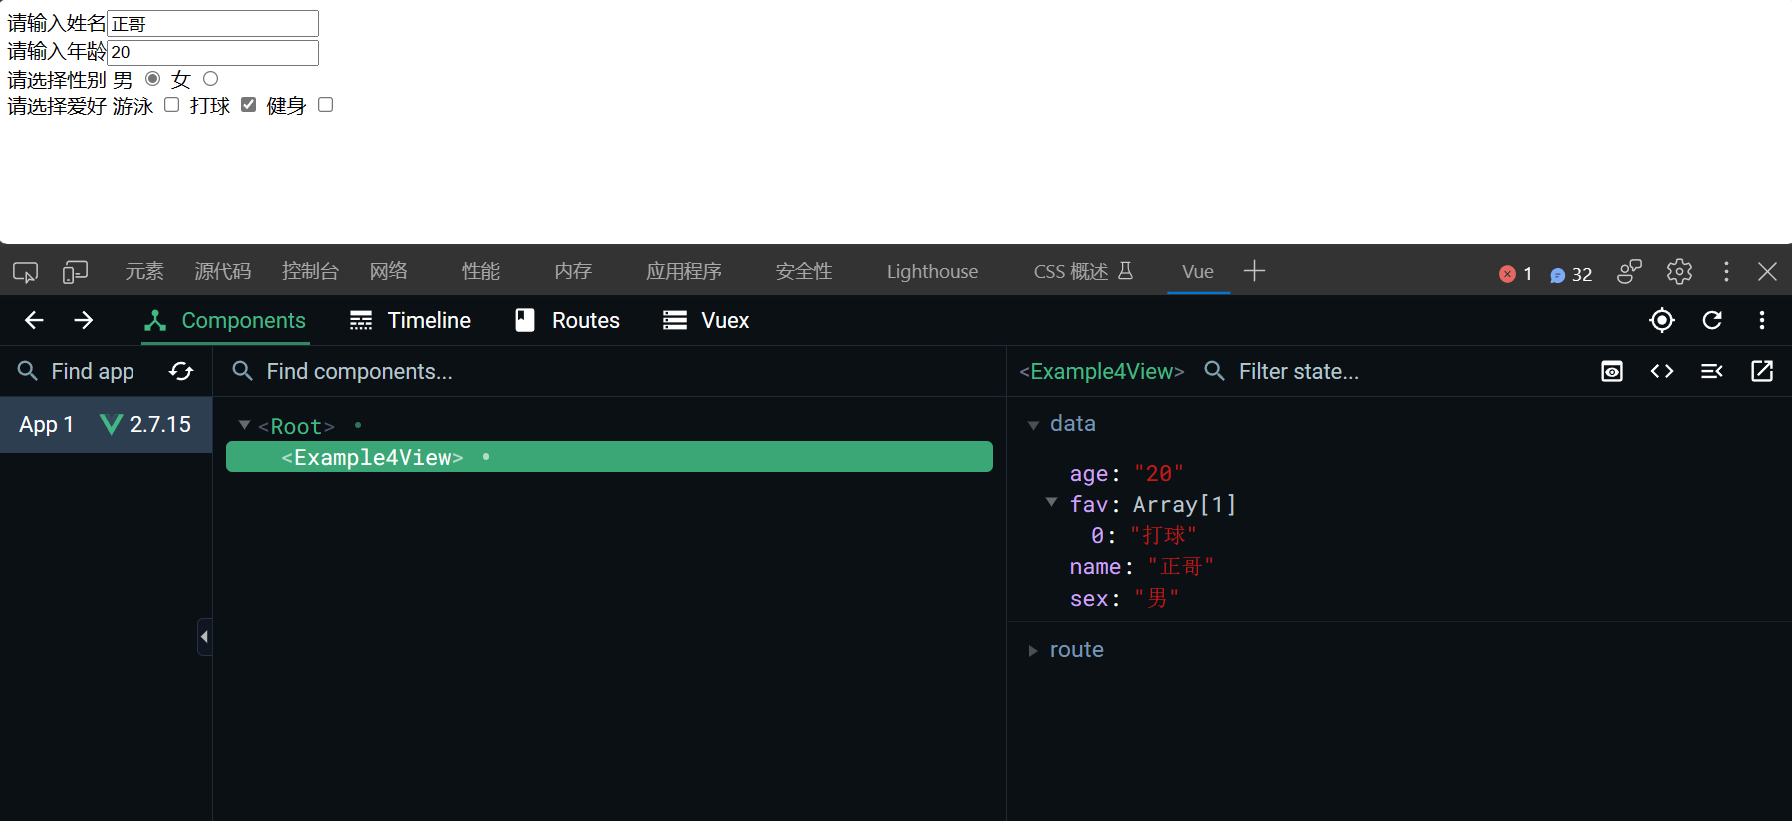 请输入姓名 正哥
请输入年龄 20
请选择性别 男 女
请选择爱好 游泳 打球 健身
元素 源代码 控制台 网络 性能 内存 应用程序 安全性 Lighthouse CSS 概述 Vue 1 32
Components Timeline Routes Vuex
Find app Find components... <Example4View> Filter state...
App 1 2.7.15
<Root>
<Example4View>
data
age: "20"
fav: Array[1]
0: "打球"
name: "正哥"
sex: "男"
route